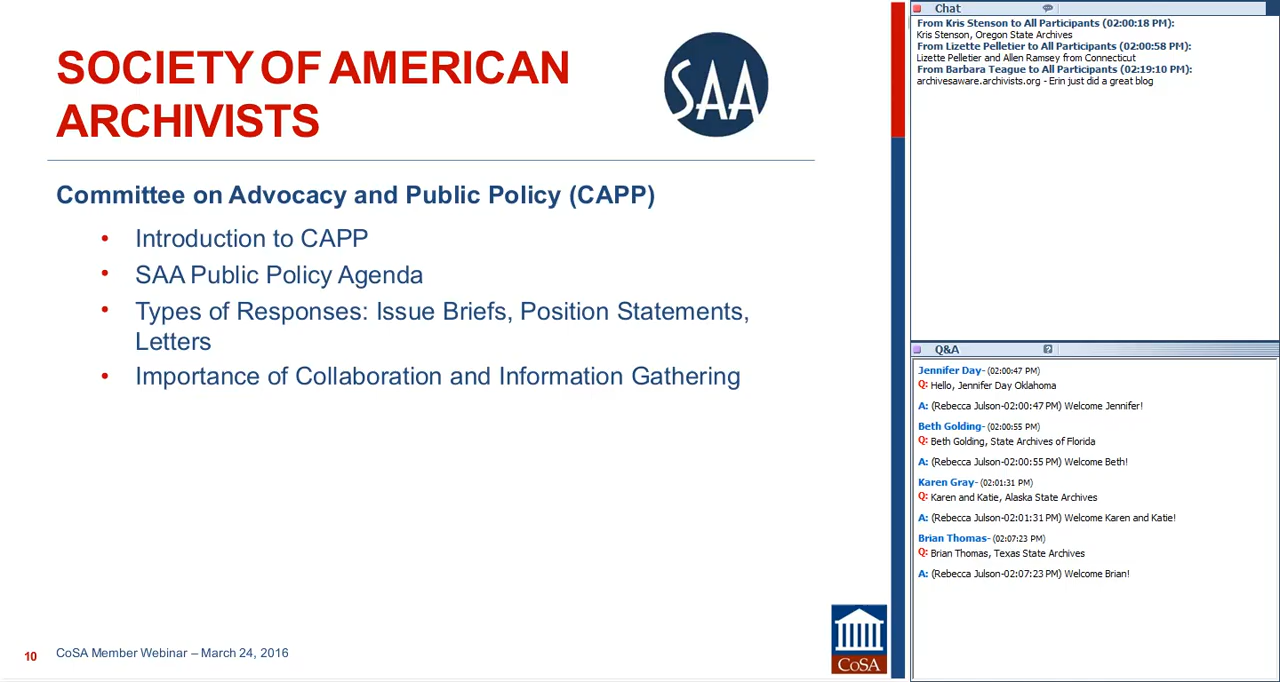 SOCIETY OF AMERICAN
ARCHIVISTS
SAA
Committee on Advocacy and Public Policy (CAPP)
• Introduction to CAPP
• SAA Public Policy Agenda
• Types of Responses: Issue Briefs, Position Statements,
Letters
• Importance of Collaboration and Information Gathering
CoSA
10 CoSA Member Webinar – March 24, 2016
Chat
From Kris Stenson to All Participants (02:00:18 PM):
Kris Stenson, Oregon State Archives
From Lizette Pelletier to All Participants (02:00:58 PM):
Lizette Pelletier and Allen Ramsey from Connecticut
From Barbara Teague to All Participants (02:19:10 PM):
archivesaware.archivists.org - Erin just did a great blog
Q&A
Jennifer Day- (02:00:47 PM)
Q: Hello, Jennifer Day Oklahoma
A: (Rebecca Julson-02:00:47 PM) Welcome Jennifer!
Beth Golding- (02:00:55 PM)
Q: Beth Golding, State Archives of Florida
A: (Rebecca Julson-02:00:55 PM) Welcome Beth!
Karen Gray- (02:01:31 PM)
Q: Karen and Katie, Alaska State Archives
A: (Rebecca Julson-02:01:31 PM) Welcome Karen and Katie!
Brian Thomas- (02:07:23 PM)
Q: Brian Thomas, Texas State Archives
A: (Rebecca Julson-02:07:23 PM) Welcome Brian!